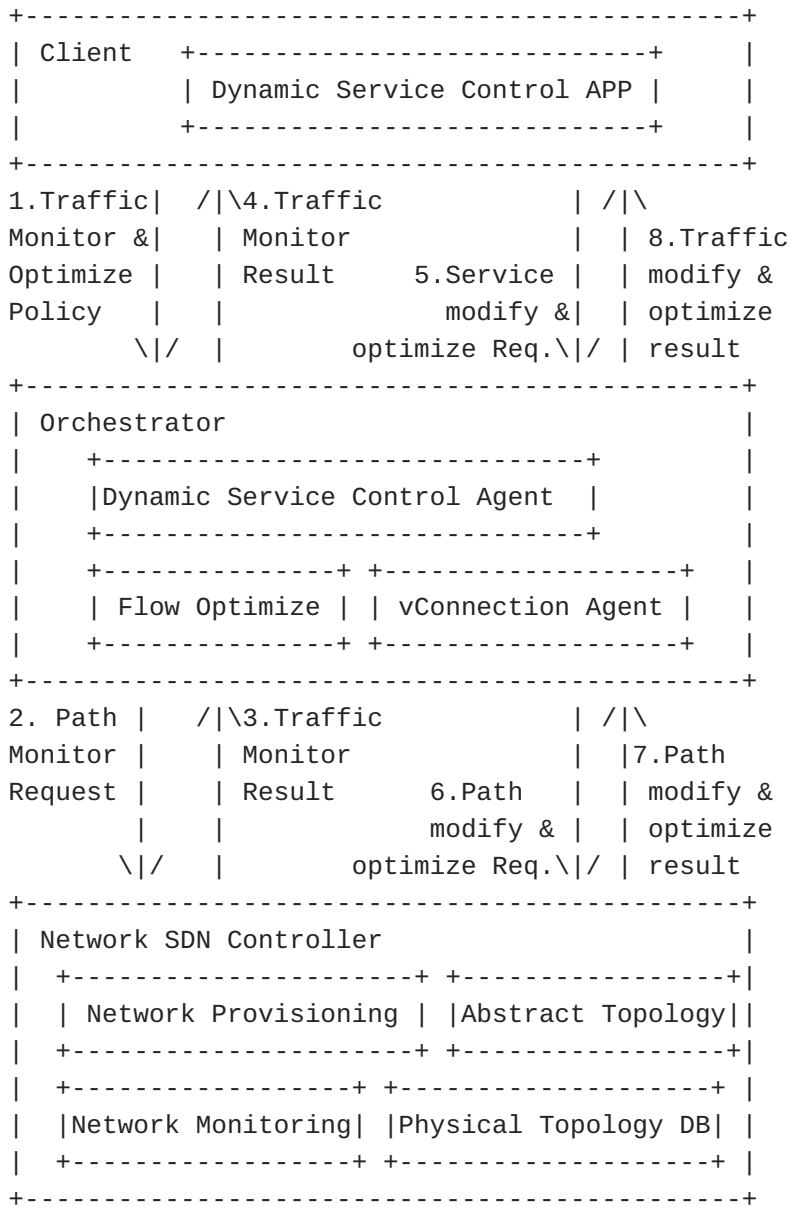 +----------------------------------------------+
| Client   +-----------------------------+     |
|          | Dynamic Service Control APP |     |
|          +-----------------------------+     |
+----------------------------------------------+
1.Traffic|  /|\4.Traffic            | /|\
Monitor &|   | Monitor              |  | 8.Traffic
Optimize |   | Result     5.Service |  | modify &
Policy   |   |              modify &|  | optimize
        \|/  |        optimize Req.\|/ | result
+----------------------------------------------+
| Orchestrator                                 |
|    +-------------------------------+         |
|    |Dynamic Service Control Agent  |         |
|    +-------------------------------+         |
|    +---------------+ +-------------------+   |
|    | Flow Optimize | | vConnection Agent |   |
|    +---------------+ +-------------------+   |
+----------------------------------------------+
2. Path |   /|\3.Traffic            | /|\
Monitor |    | Monitor              |  |7.Path
Request |    | Result      6.Path   |  | modify &
        |    |             modify & |  | optimize
       \|/   |        optimize Req.\|/ | result
+----------------------------------------------+
| Network SDN Controller                       |
|  +----------------------+ +-----------------+|
|  | Network Provisioning | |Abstract Topology||
|  +----------------------+ +-----------------+|
|  +------------------+ +--------------------+ |
|  |Network Monitoring| |Physical Topology DB| |
|  +------------------+ +--------------------+ |
+----------------------------------------------+